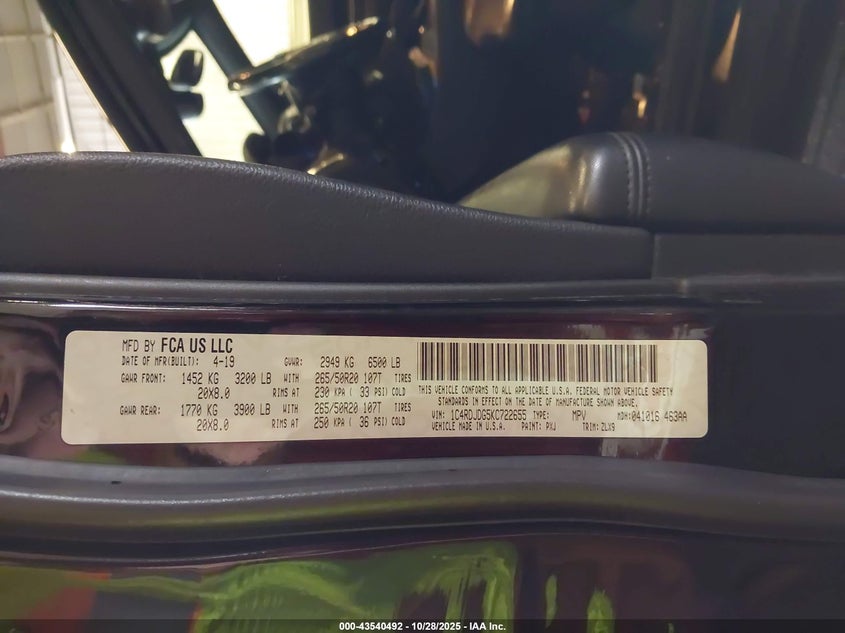 MFD BY FCA US LLC
DATE OF MFR(BUILT): 4-19 GVWR: 2949 KG 6500 LB
GAWR FRONT: 1452 KG 3200 LB WITH 265/50R20 107T TIRES
20X8.0 RIMS AT 230 KPA ( 33 PSI) COLD
GAWR REAR: 1770 KG 3900 LB WITH 265/50R20 107T TIRES
20X8.0 RIMS AT 250 KPA ( 36 PSI) COLD
THIS VEHICLE CONFORMS TO ALL APPLICABLE U.S.A. FEDERAL MOTOR VEHICLE SAFETY
STANDARDS IN EFFECT ON THE DATE OF MANUFACTURE SHOWN ABOVE.
VIN: 1C4RDJDG5KC722655 TYPE: MPV MDH: 041016 463AA
VEHICLE MADE IN U.S.A. PAINT: PXJ TRIM: ZLX9
000-43540492 - 10/28/2025 - IAA Inc.